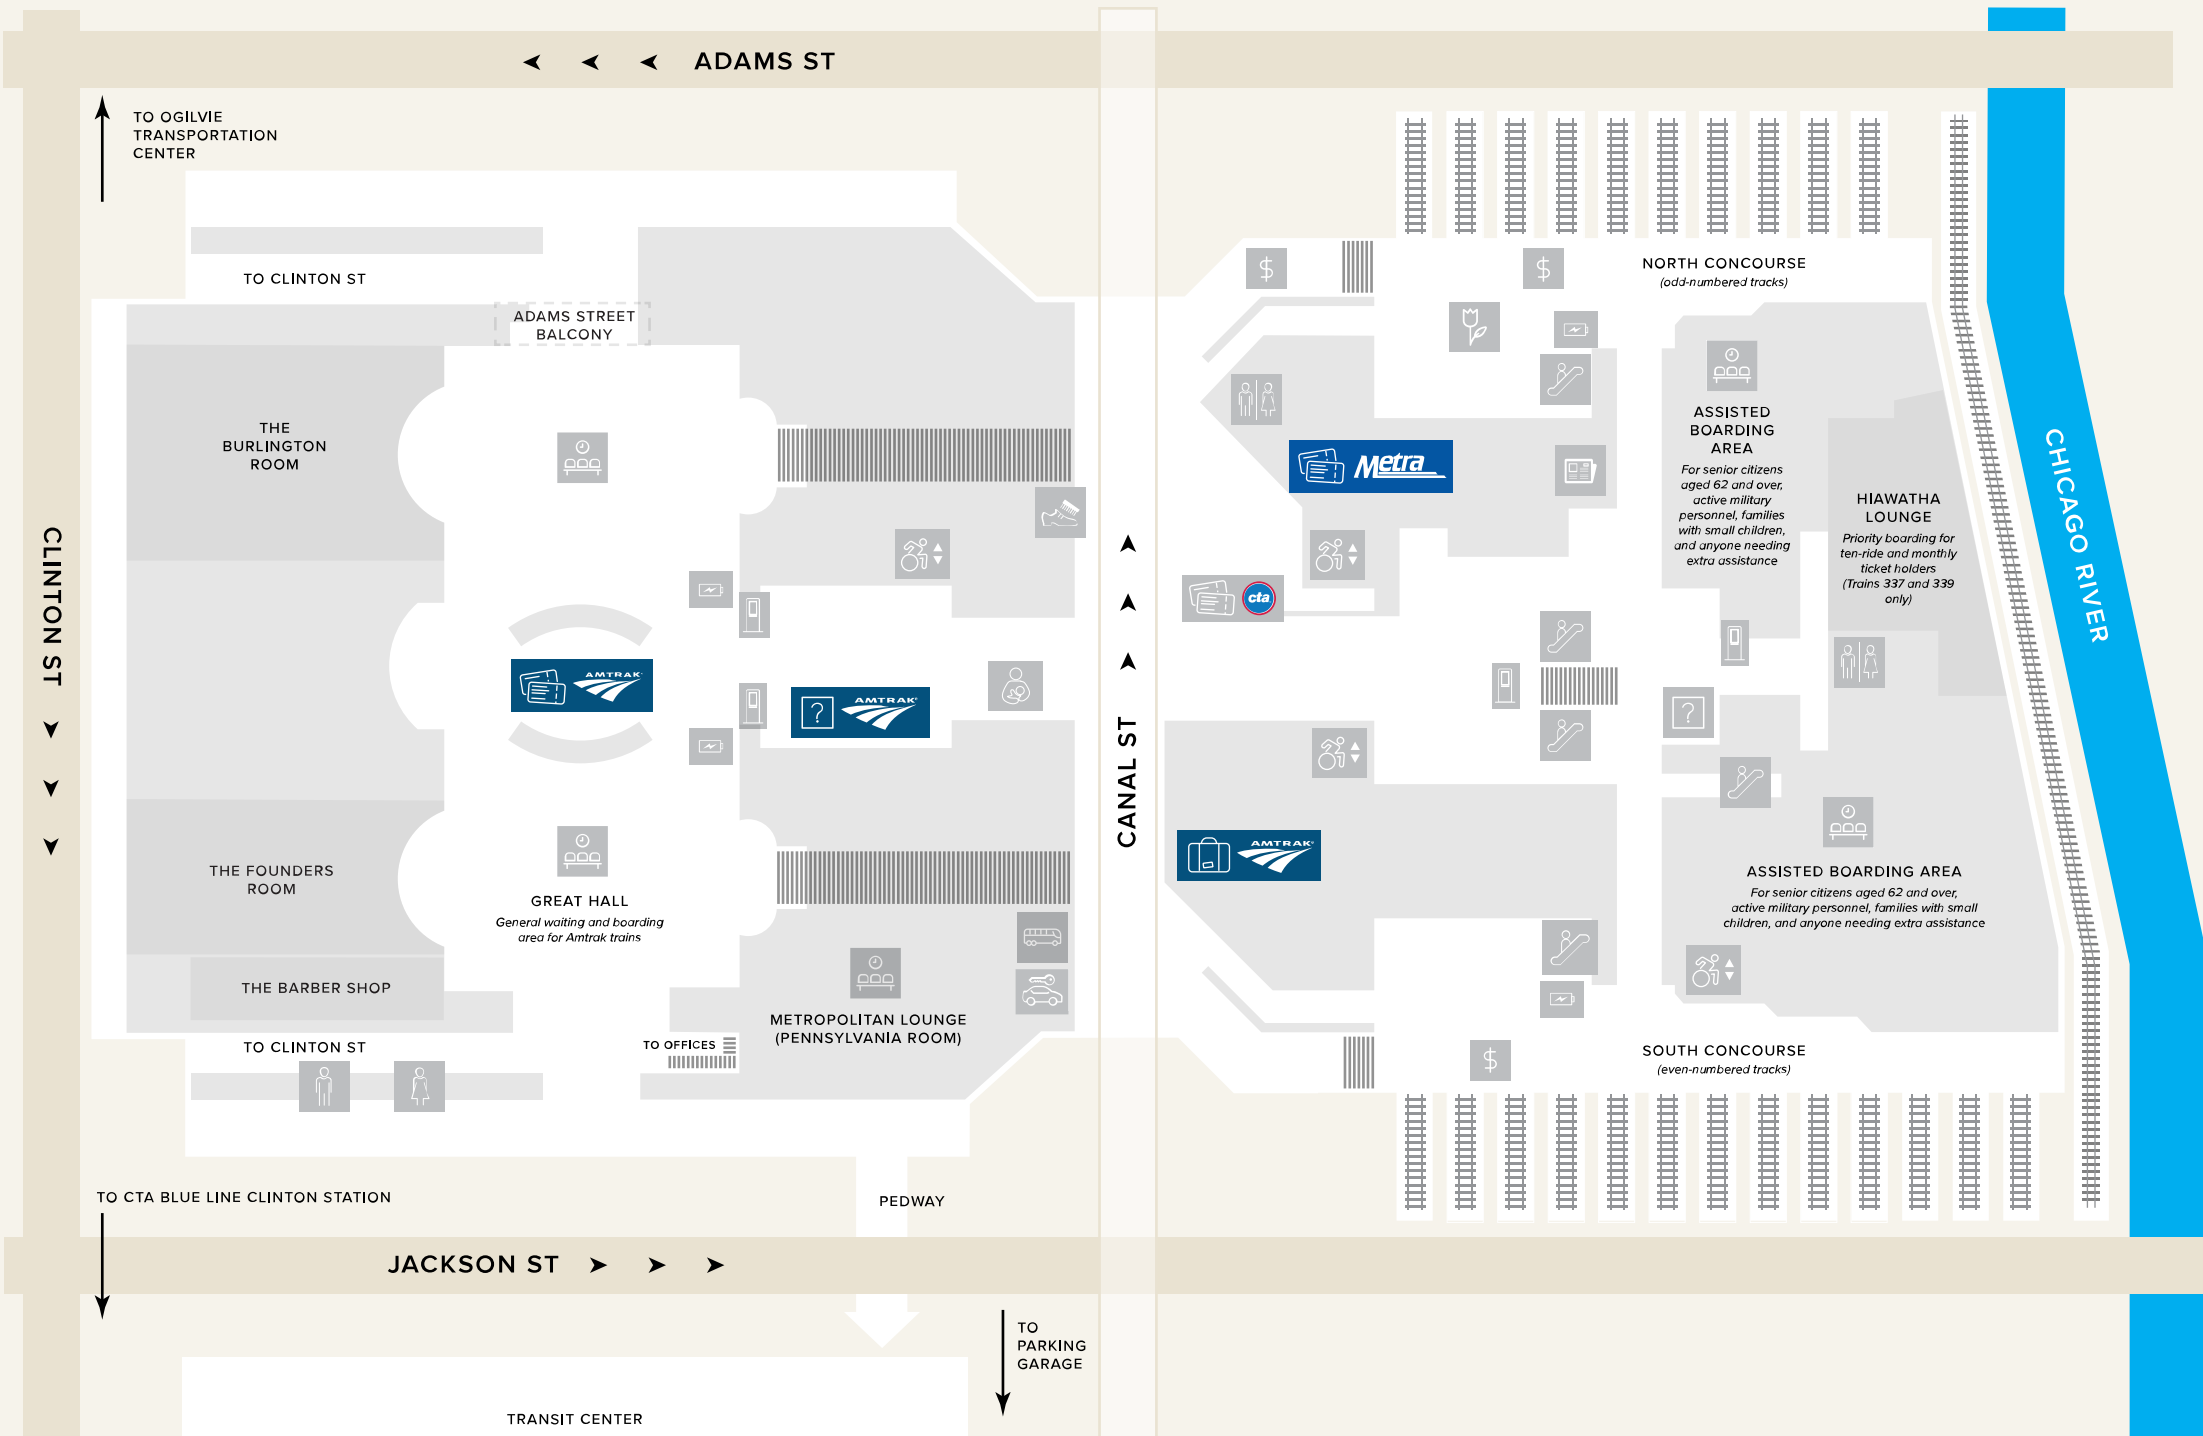 ADAMS ST
TO OGILVIE
TRANSPORTATION
CENTER
TO CLINTON ST
ADAMS STREET
BALCONY
THE
BURLINGTON
ROOM
CLINTON ST
AMTRAK
AMTRAK
THE FOUNDERS
ROOM
GREAT HALL
General waiting and boarding
area for Amtrak trains
THE BARBER SHOP
TO CLINTON ST
TO OFFICES
METROPOLITAN LOUNGE
(PENNSYLVANIA ROOM)
CANAL ST
$
$
NORTH CONCOURSE
(odd-numbered tracks)
Metra
cta
?
?
AMTRAK
ASSISTED
BOARDING
AREA
For senior citizens
aged 62 and over,
active military
personnel, families
with small children,
and anyone needing
extra assistance
HIAWATHA
LOUNGE
Priority boarding for
ten-ride and monthly
ticket holders
(Trains 337 and 339
only)
CHICAGO RIVER
ASSISTED BOARDING AREA
For senior citizens aged 62 and over,
active military personnel, families with small
children, and anyone needing extra assistance
$
SOUTH CONCOURSE
(even-numbered tracks)
TO CTA BLUE LINE CLINTON STATION
PEDWAY
JACKSON ST
TO
PARKING
GARAGE
TRANSIT CENTER